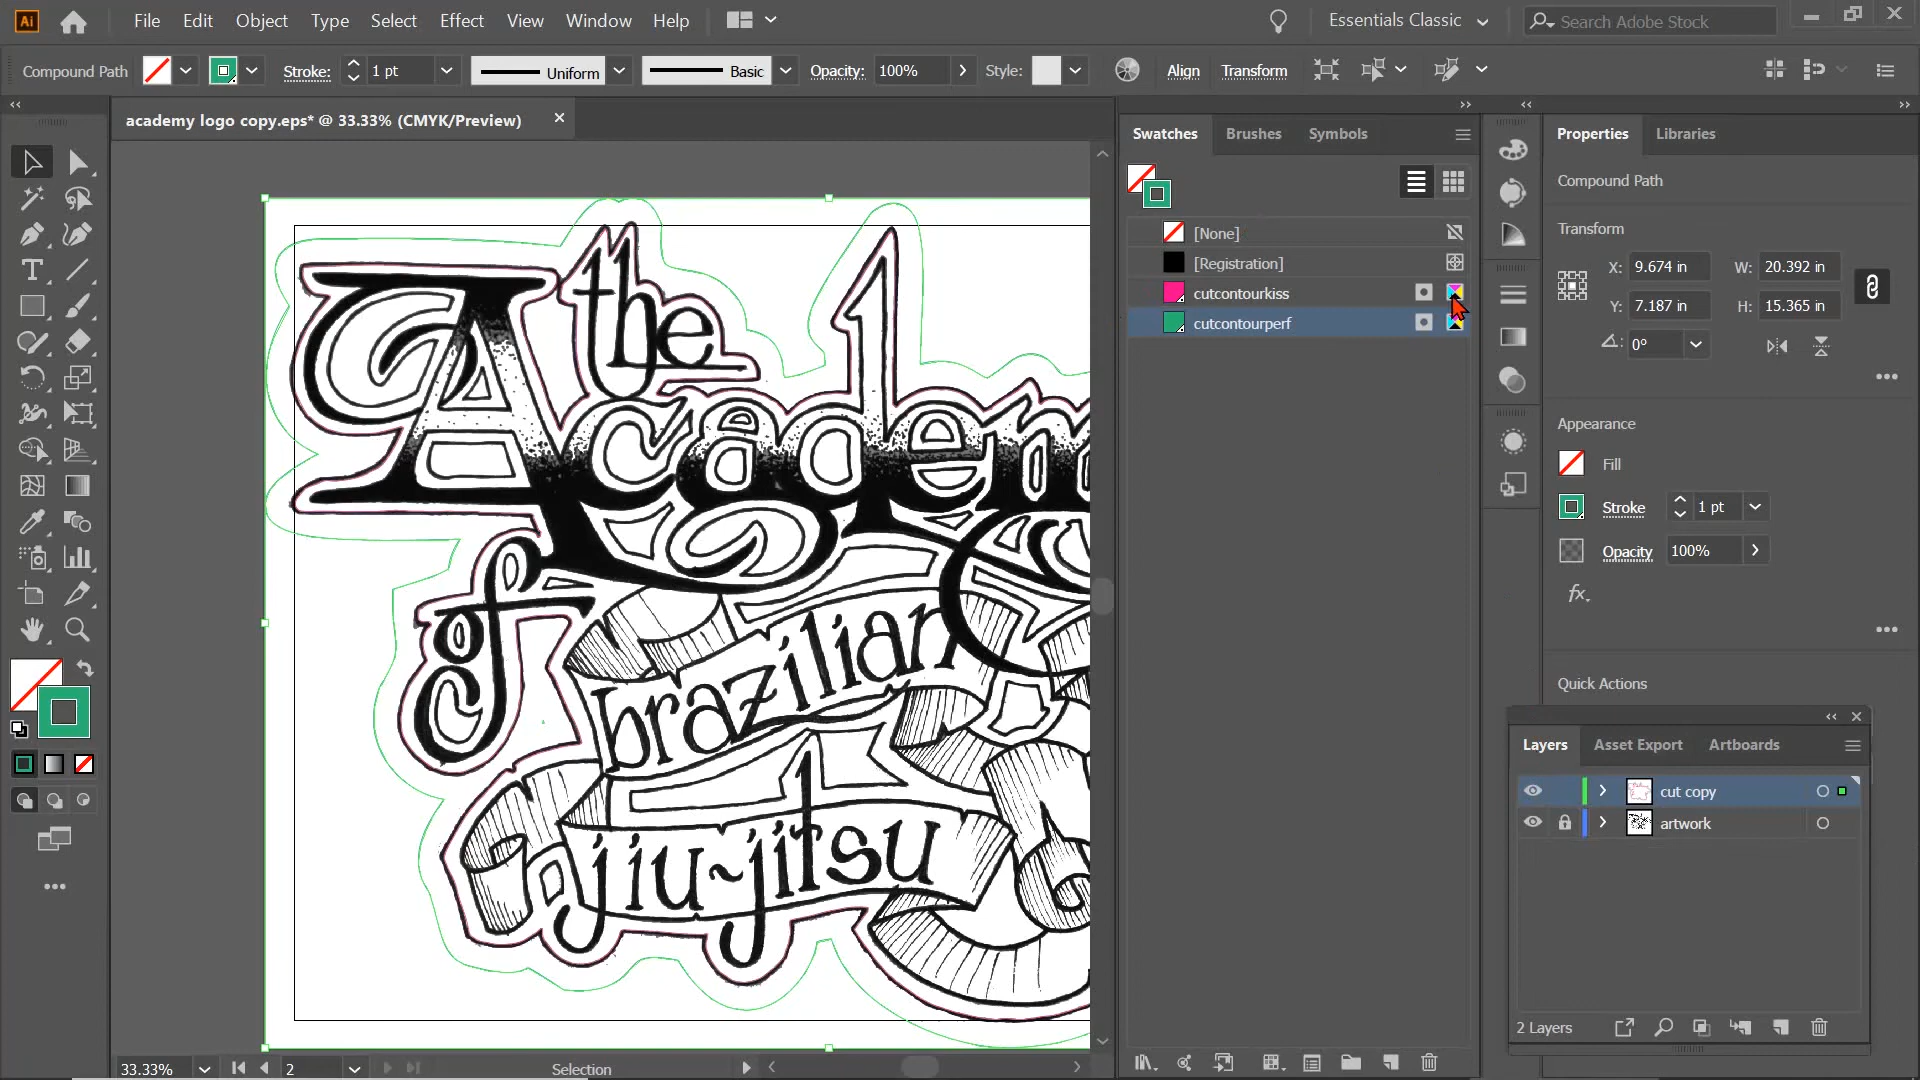 Ai File Edit Object Type Select Effect View Window Help Essentials Classic Search Adobe Stock
Compound Path Stroke: 1 pt Uniform Basic Opacity: 100% Style: Align Transform
academy logo copy.eps* @ 33.33% (CMYK/Preview)
Swatches Brushes Symbols
Properties Libraries
Compound Path
Transform
[None]
[Registration]
cutcontourkiss
cutcontourperf
X: 9.674 in W: 20.392 in
Y: 7.187 in H: 15.365 in
0°
Appearance
Fill
Stroke 1 pt
Opacity 100%
fx.
Quick Actions
the
Academ
of
brazilian
jiu-jitsu
Layers Asset Export Artboards
cut copy
artwork
2 Layers
33.33% 2 Selection